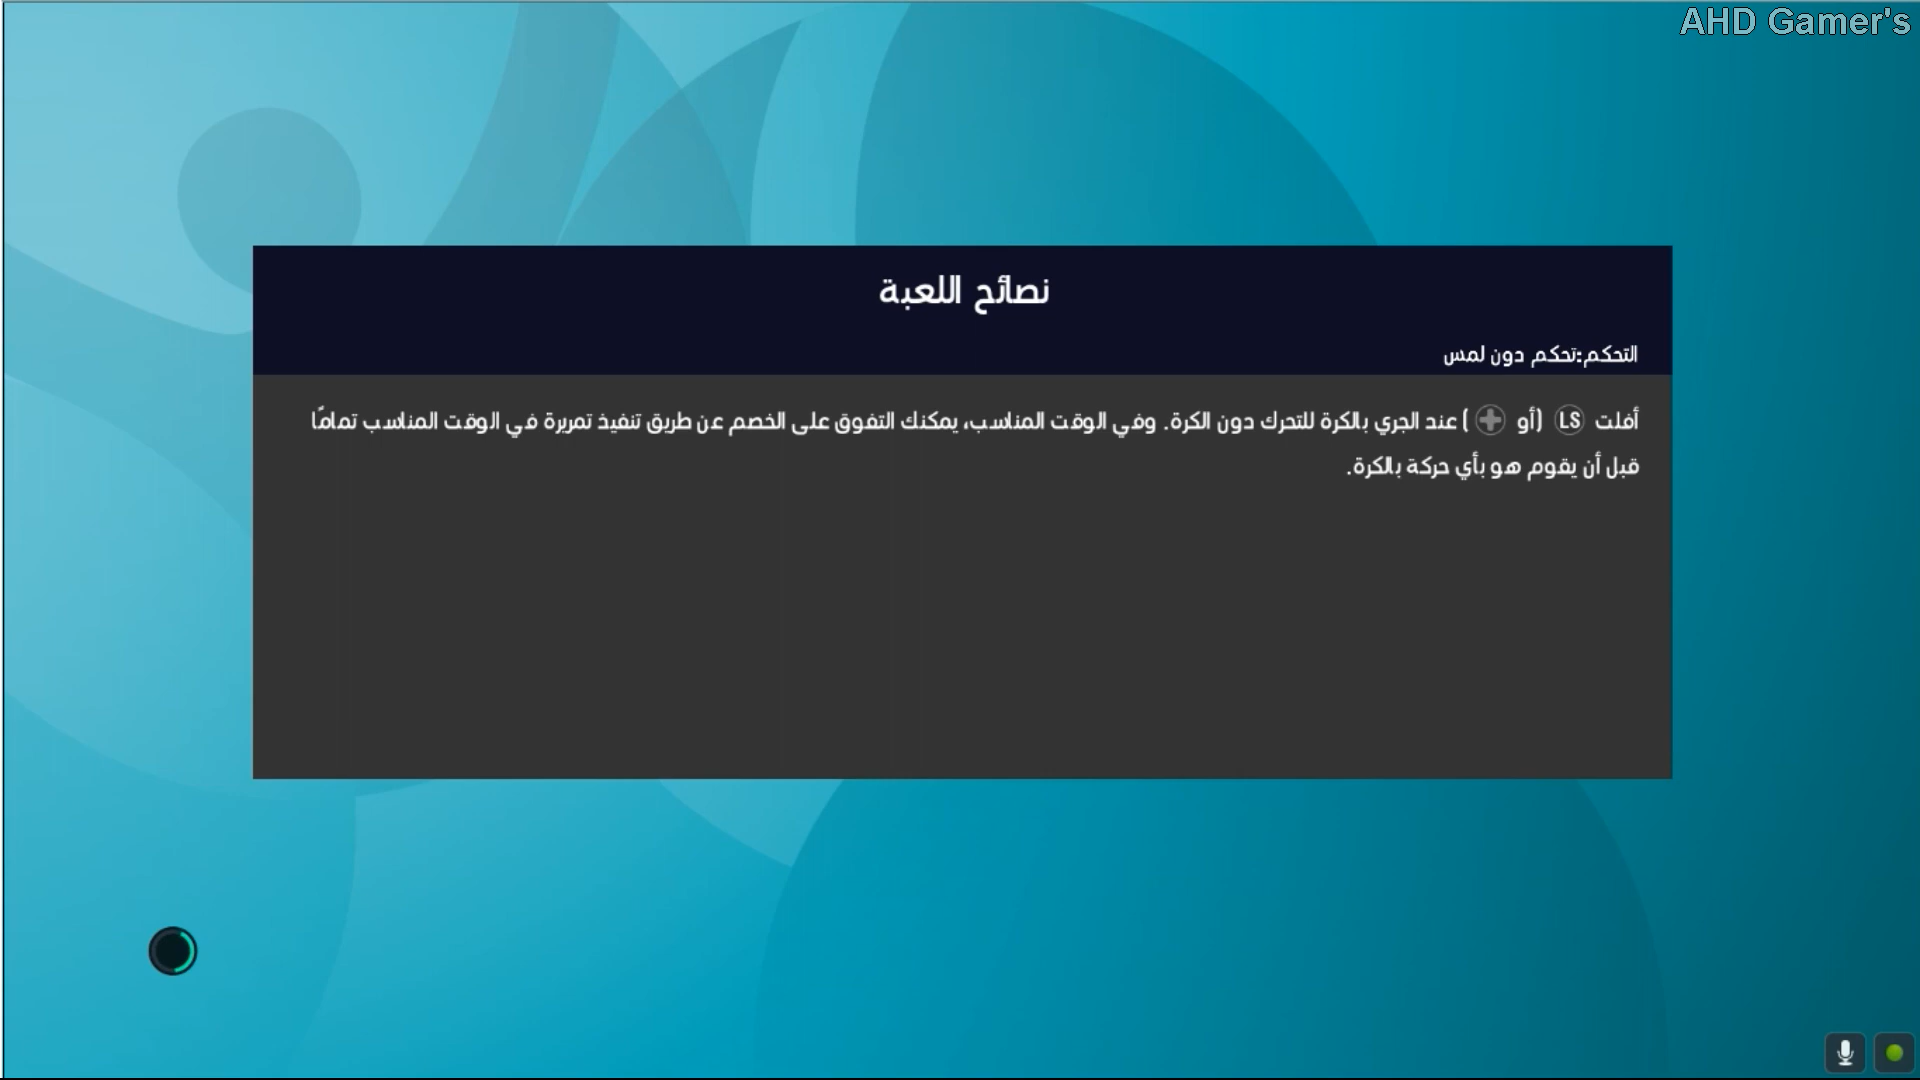 AHD Gamer's
نصائح اللعبة
التحكم:تحكم دون لمس
أفلت LS (أو ✚) عند الجري بالكرة للتحرك دون الكرة. وفي الوقت المناسب، يمكنك التفوق على الخصم عن طريق تنفيذ تمريرة في الوقت المناسب تمامًا
قبل أن يقوم هو بأي حركة بالكرة.